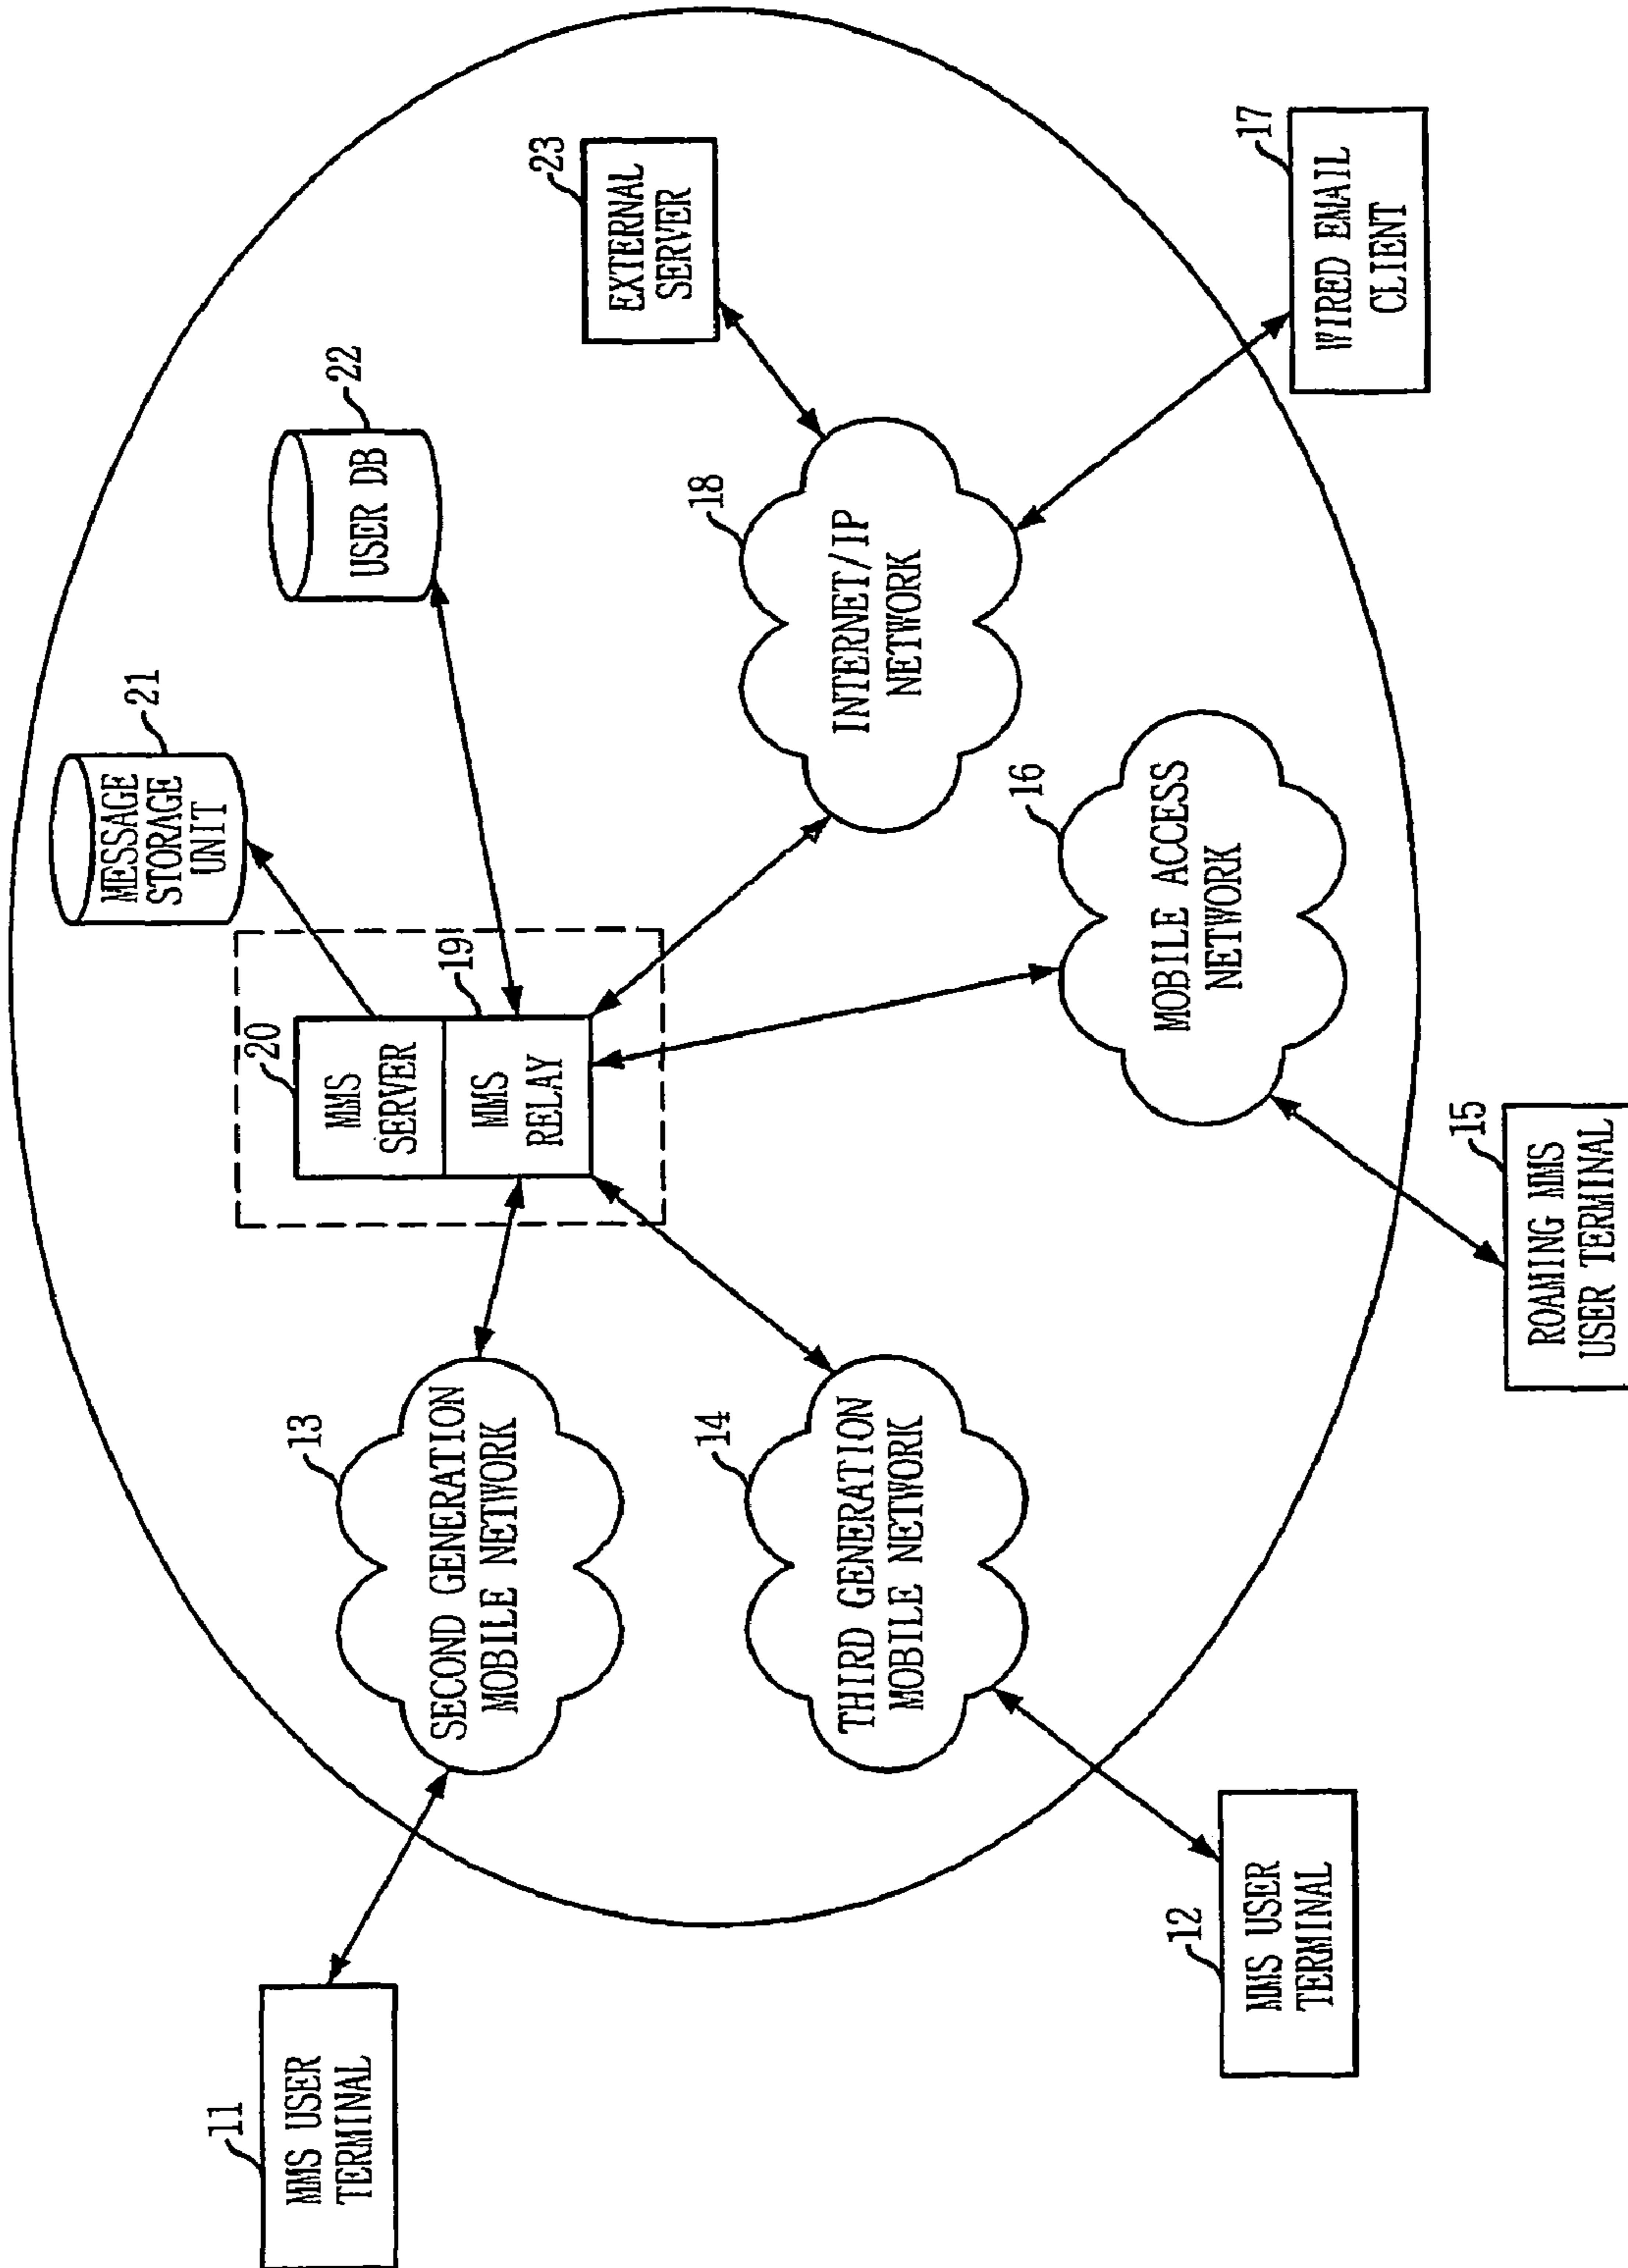 11
MMS USER
TERMINAL
12
MMS USER
TERMINAL
13
SECOND GENERATION
MOBILE NETWORK
14
THIRD GENERATION
MOBILE NETWORK
20
MMS
SERVER
19
MMS
RELAY
21
MESSAGE
STORAGE
UNIT
22
USER DB
23
EXTERNAL
SERVER
18
INTERNET/IP
NETWORK
16
MOBILE ACCESS
NETWORK
15
ROAMING MMS
USER TERMINAL
17
WIRED EMAIL
CLIENT